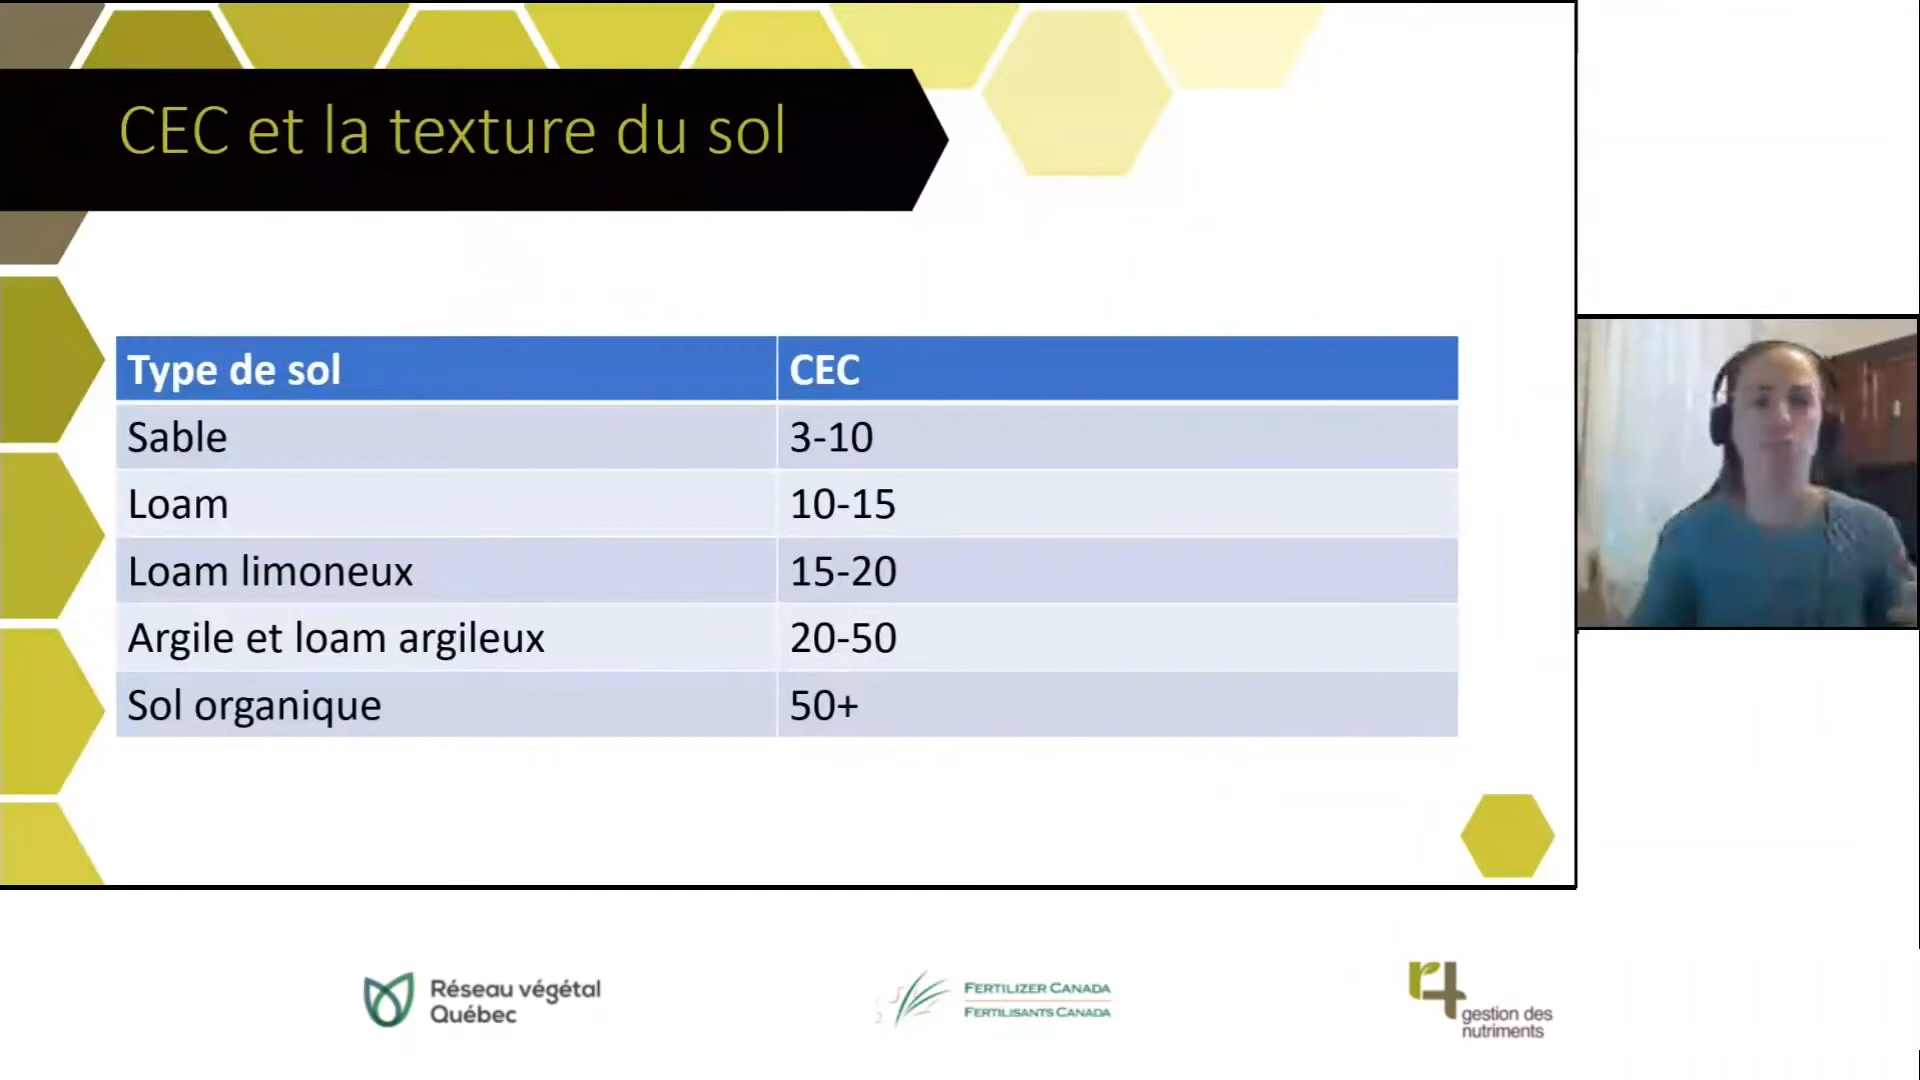 CEC et la texture du sol
Type de sol CEC
Sable 3-10
Loam 10-15
Loam limoneux 15-20
Argile et loam argileux 20-50
Sol organique 50+
Réseau végétal
Québec
FERTILIZER CANADA
FERTILISANTS CANADA
r4
gestion des
nutriments